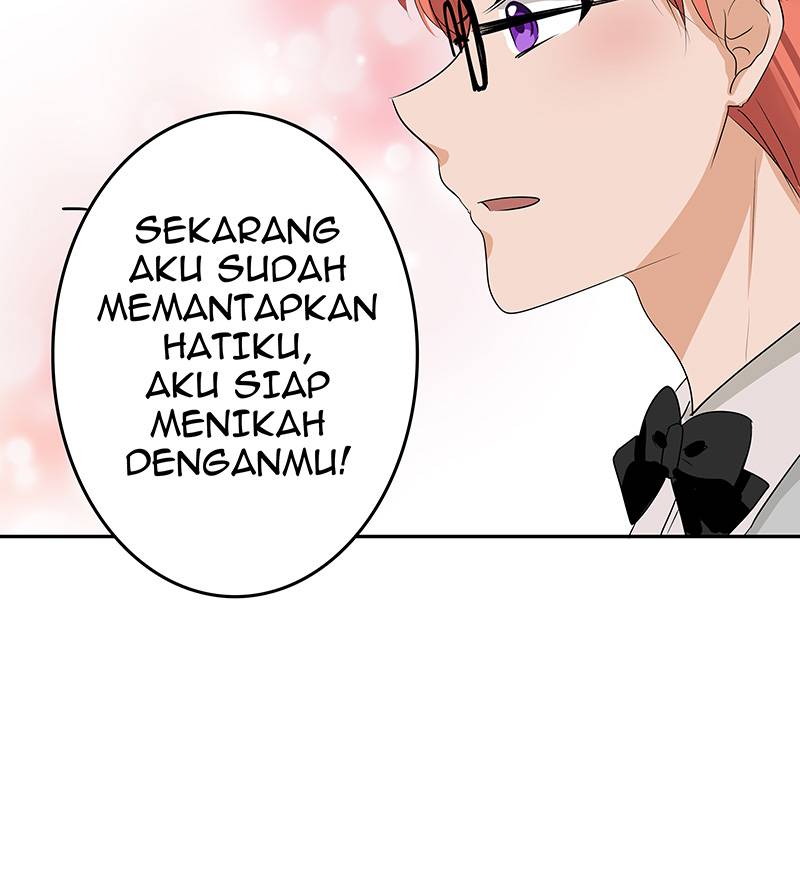 SEKARANG
AKU SUDAH
MEMANTAPKAN
HATIKU,
AKU SIAP
MENIKAH
DENGANMU!